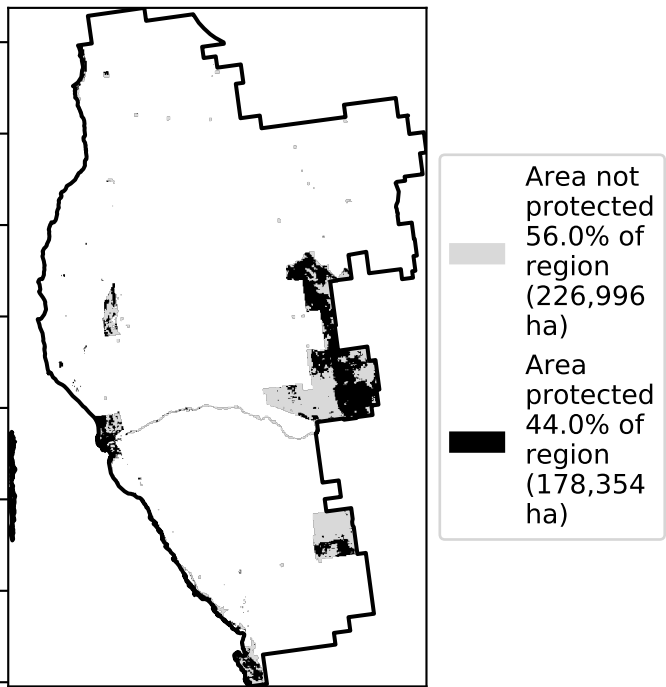 Area not
protected
56.0% of
region
(226,996
ha)
Area
protected
44.0% of
region
(178,354
ha)